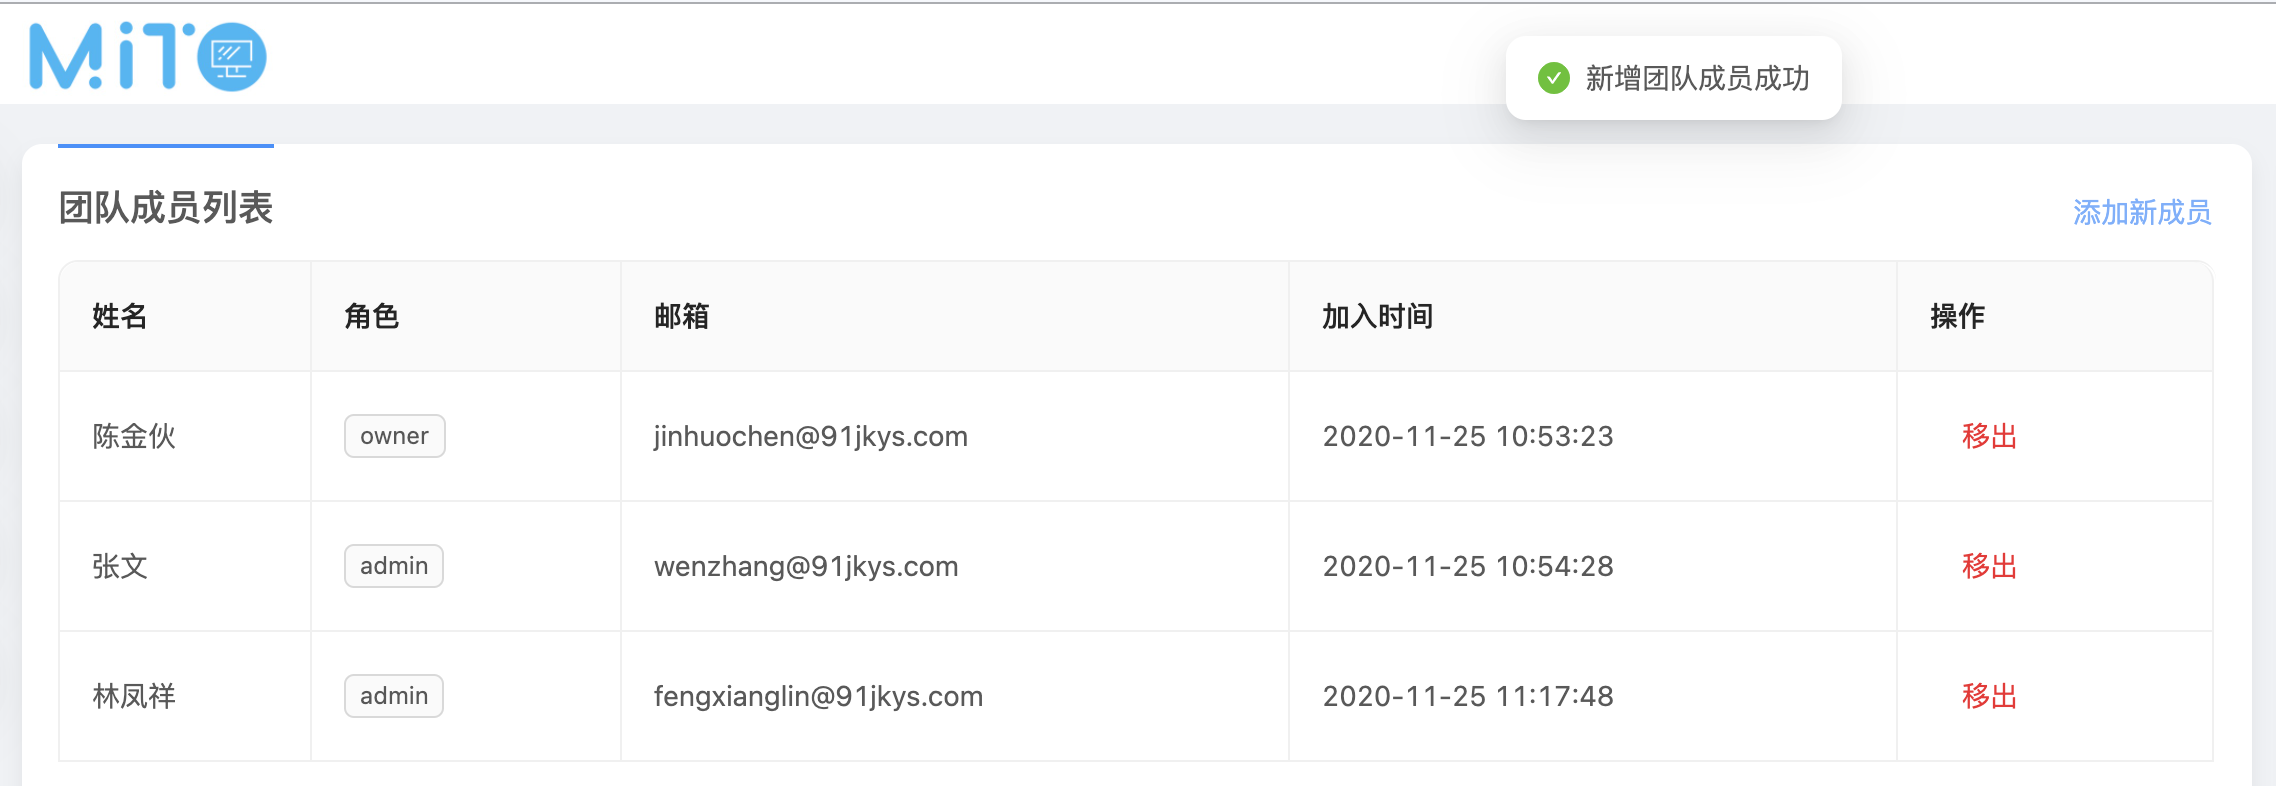 MiTO
新增团队成员成功
团队成员列表
添加新成员
姓名 角色 邮箱 加入时间 操作
陈金伙 owner jinhuochen@91jkys.com 2020-11-25 10:53:23 移出
张文 admin wenzhang@91jkys.com 2020-11-25 10:54:28 移出
林凤祥 admin fengxianglin@91jkys.com 2020-11-25 11:17:48 移出